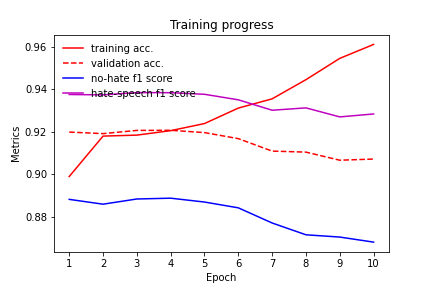 Training progress
training acc.
validation acc.
no-hate f1 score
hate-speech f1 score
Metrics
0.96
0.94
0.92
0.90
0.88
1 2 3 4 5 6 7 8 9 10
Epoch